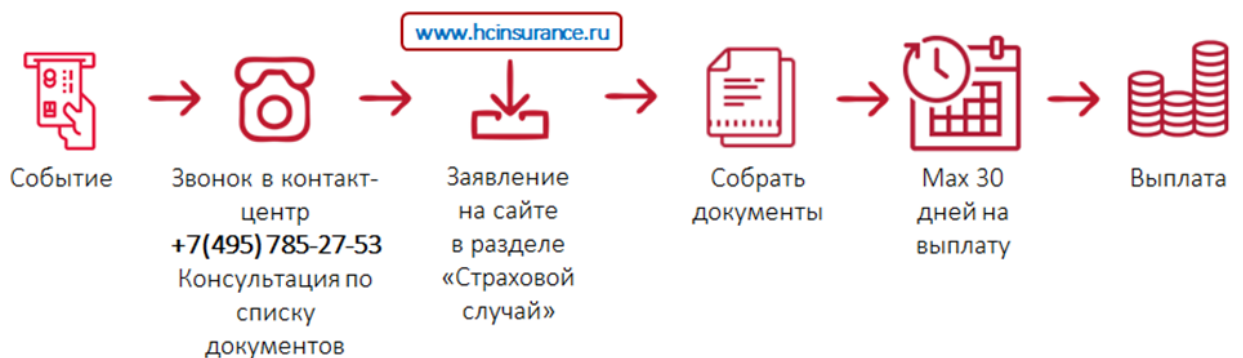 www.hcinsurance.ru
Событие
Звонок в контакт-
центр
+7(495) 785-27-53
Консультация по
списку
документов
Заявление
на сайте
в разделе
«Страховой
случай»
Собрать
документы
Max 30
дней на
выплату
Выплата